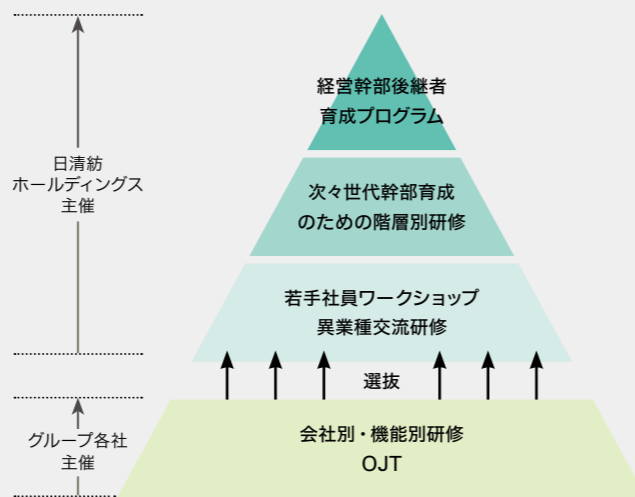 経営幹部後継者
育成プログラム
日清紡
ホールディングス
主催
次々世代幹部育成
のための階層別研修
若手社員ワークショップ
異業種交流研修
選抜
グループ各社
主催
会社別・機能別研修
OJT